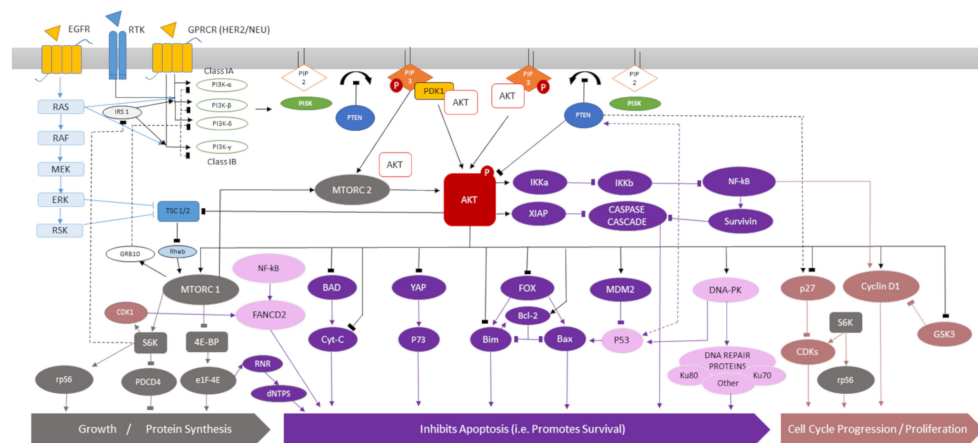 EGFR
RTK
GPRCR (HER2/NEU)
Class IA
PI3K-α
PI3K-β
PI3K-δ
PI3K-γ
Class IB
RAS
IRS 1
RAF
MEK
ERK
RSK
TSC 1/2
Rheb
GRB10
PIP
2
PI3K
PTEN
PIP
3
P
PDK1
AKT
PIP
3
P
AKT
PTEN
PIP
2
PI3K
AKT
MTORC 2
P
AKT
IKKa
IKKb
NF-kB
XIAP
CASPASE
CASCADE
Survivin
MTORC 1
NF-kB
BAD
YAP
FOX
MDM2
DNA-PK
p27
Cyclin D1
CDK1
FANCD2
Bcl-2
S6K
4E-BP
Cyt-C
P73
Bim
Bax
P53
S6K
GSK3
CDKs
rpS6
PDCD4
e1F-4E
RNR
dNTPS
DNA REPAIR
PROTEINS
Ku80
Ku70
Other
rpS6
Growth / Protein Synthesis
Inhibits Apoptosis (i.e. Promotes Survival)
Cell Cycle Progression / Proliferation